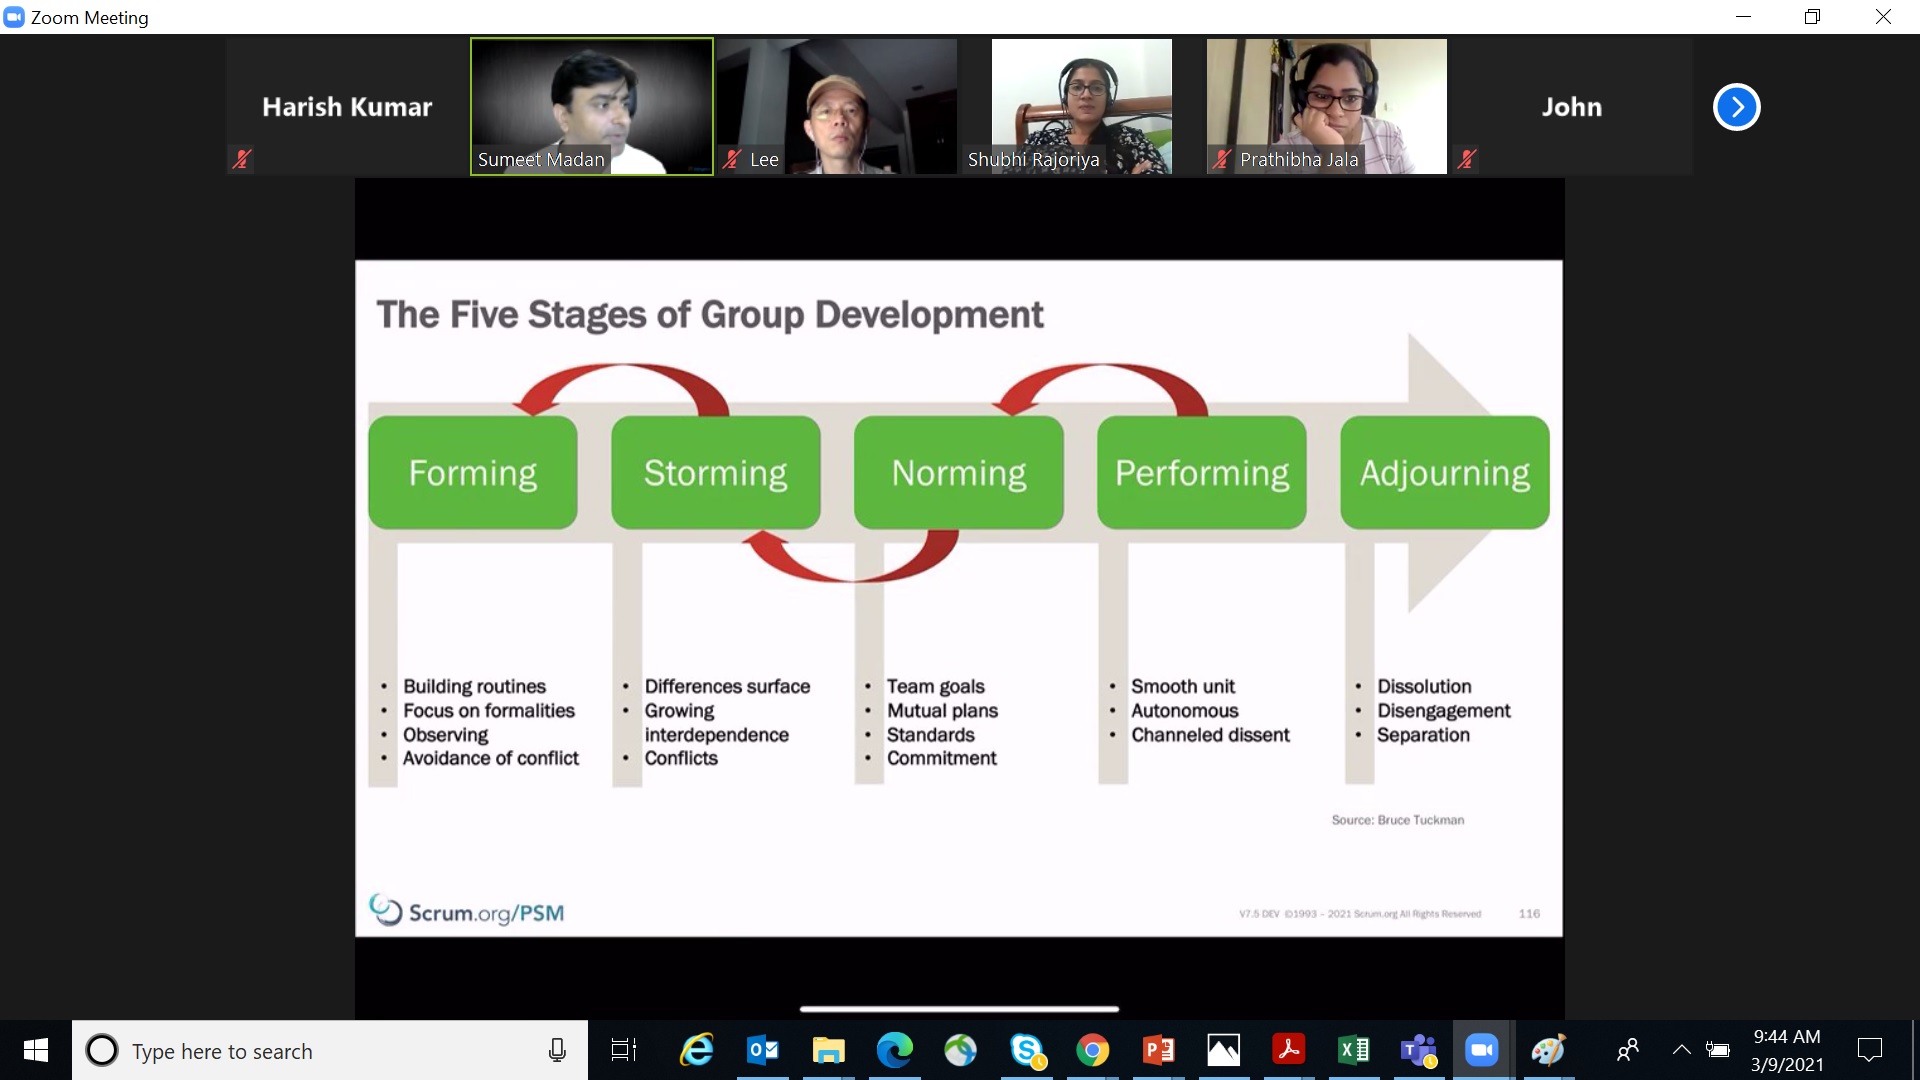 Zoom Meeting
Harish Kumar
Sumeet Madan
Lee
Shubhi Rajoriya
Prathibha Jala
John
The Five Stages of Group Development
Forming
Storming
Norming
Performing
Adjourning
• Building routines
• Focus on formalities
• Observing
• Avoidance of conflict
• Differences surface
• Growing
interdependence
• Conflicts
• Team goals
• Mutual plans
• Standards
• Commitment
• Smooth unit
• Autonomous
• Channeled dissent
• Dissolution
• Disengagement
• Separation
Source: Bruce Tuckman
Scrum.org/PSM
V7.5 DEV ©1993 – 2021 Scrum.org All Rights Reserved
116
Type here to search
9:44 AM
3/9/2021